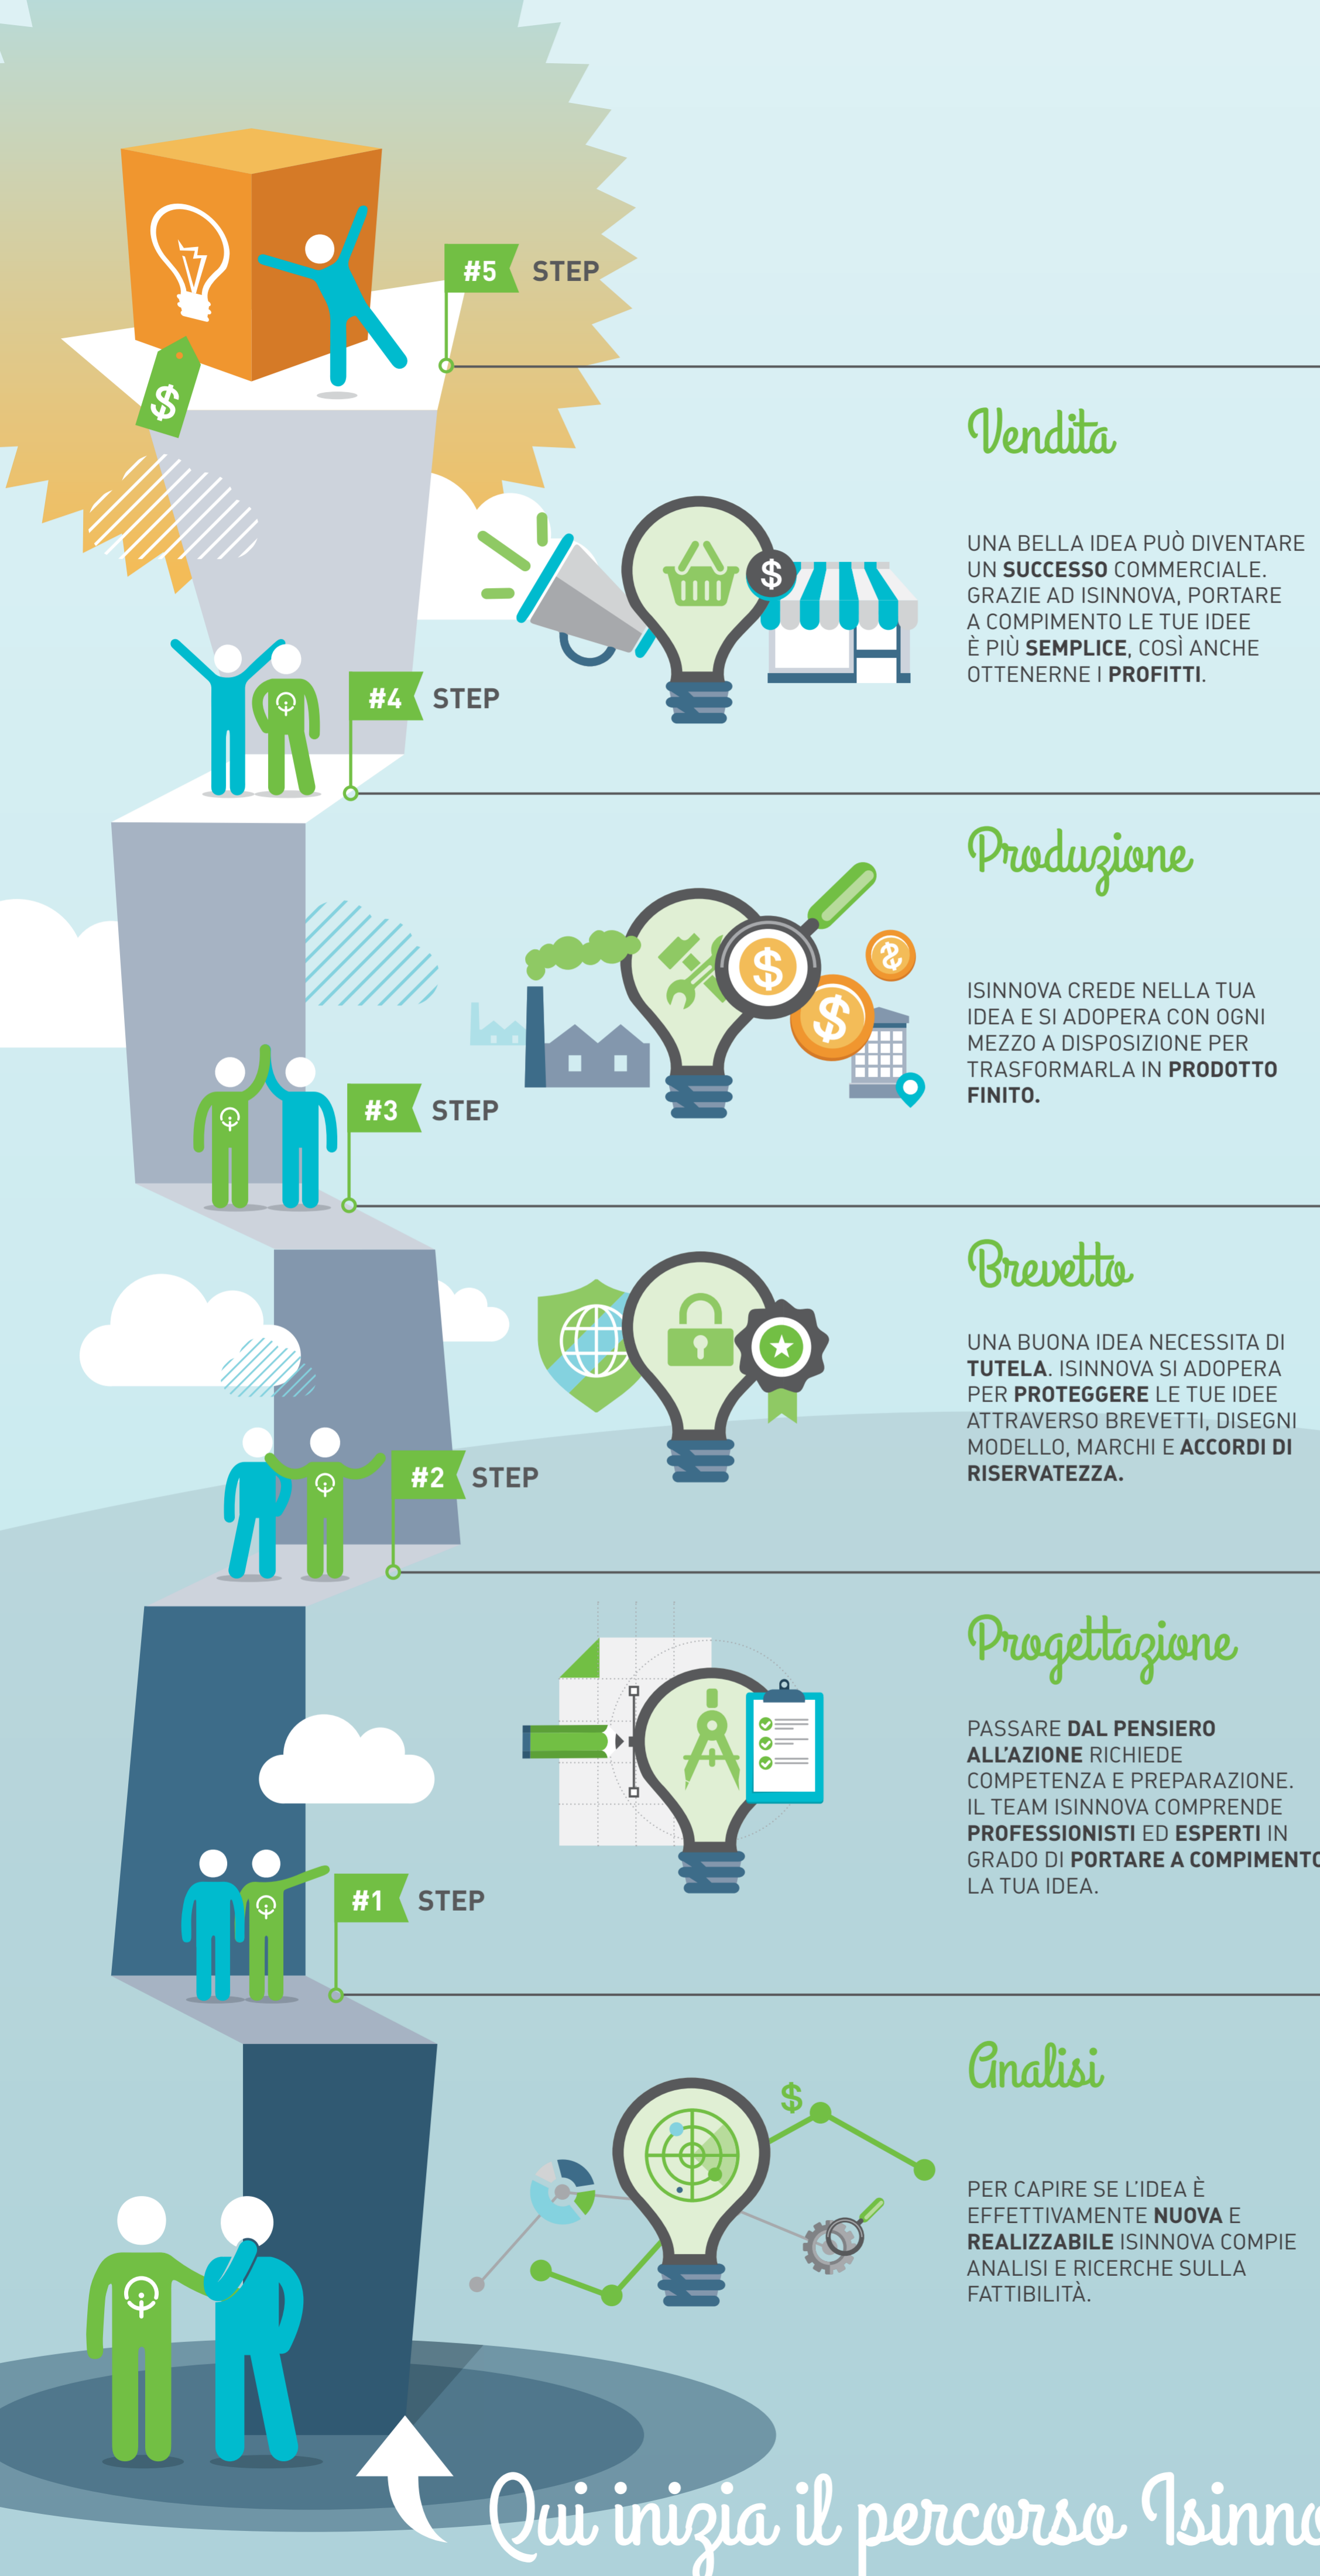 #5 STEP
Vendita
UNA BELLA IDEA PUÒ DIVENTARE
UN SUCCESSO COMMERCIALE.
GRAZIE AD ISINNOVA, PORTARE
A COMPIMENTO LE TUE IDEE
È PIÙ SEMPLICE, COSÌ ANCHE
OTTENERNE I PROFITTI.
$
$
#4 STEP
Produzione
ISINNOVA CREDE NELLA TUA
IDEA E SI ADOPERA CON OGNI
MEZZO A DISPOSIZIONE PER
TRASFORMARLA IN PRODOTTO
FINITO.
$
$
$
#3 STEP
Brevetto
UNA BUONA IDEA NECESSITA DI
TUTELA. ISINNOVA SI ADOPERA
PER PROTEGGERE LE TUE IDEE
ATTRAVERSO BREVETTI, DISEGNI
MODELLO, MARCHI E ACCORDI DI
RISERVATEZZA.
#2 STEP
Progettazione
PASSARE DAL PENSIERO
ALL'AZIONE RICHIEDE
COMPETENZA E PREPARAZIONE.
IL TEAM ISINNOVA COMPRENDE
PROFESSIONISTI ED ESPERTI IN
GRADO DI PORTARE A COMPIMENTO
LA TUA IDEA.
#1 STEP
Analisi
$
PER CAPIRE SE L'IDEA È
EFFETTIVAMENTE NUOVA E
REALIZZABILE ISINNOVA COMPIE
ANALISI E RICERCHE SULLA
FATTIBILITÀ.
Qui inizia il percorso Isinno